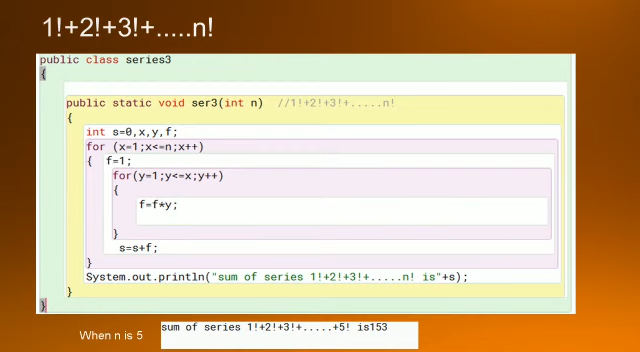 1!+2!+3!+.....n!
public class series3
{
public static void ser3(int n)  //1!+2!+3!+.....n!
{
int s=0,x,y,f;
for (x=1;x<=n;x++)
{  f=1;
for(y=1;y<=x;y++)
{
f=f*y;
}
s=s+f;
}
System.out.println("sum of series 1!+2!+3!+.....n! is"+s);
}
}
When n is 5
sum of series 1!+2!+3!+.....+5! is153